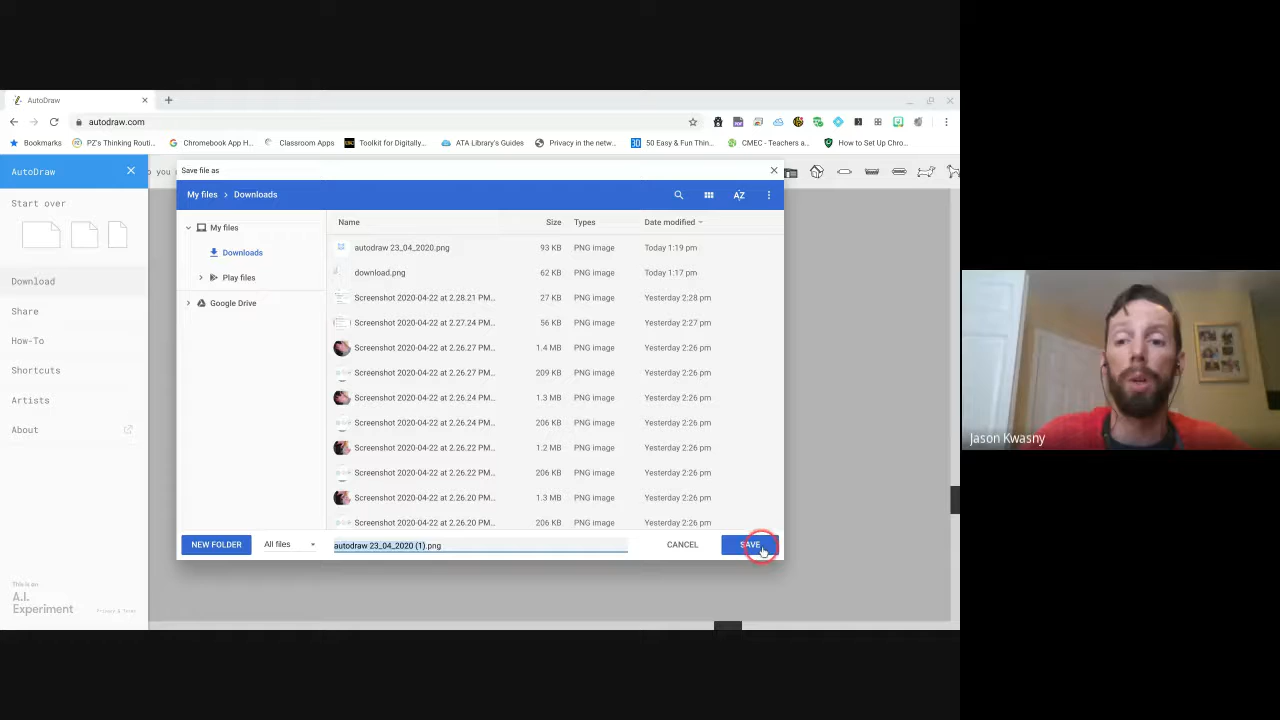 AutoDraw
autodraw.com
Bookmarks PZ's Thinking Routi... Chromebook App H... Classroom Apps Toolkit for Digitally... ATA Library's Guides Privacy in the netw... 50 Easy & Fun Thin... CMEC – Teachers a... How to Set Up Chro...
AutoDraw
Start over
Download
Share
How-To
Shortcuts
Artists
About
This is an
A.I.
Experiment
Privacy & Terms
o you
Save file as
My files > Downloads
AZ
My files
Downloads
Play files
Google Drive
Name Size Types Date modified
autodraw 23_04_2020.png 93 KB PNG image Today 1:19 pm
download.png 62 KB PNG image Today 1:17 pm
Screenshot 2020-04-22 at 2.28.21 PM... 27 KB PNG image Yesterday 2:28 pm
Screenshot 2020-04-22 at 2.27.24 PM... 56 KB PNG image Yesterday 2:27 pm
Screenshot 2020-04-22 at 2.26.27 PM... 1.4 MB PNG image Yesterday 2:26 pm
Screenshot 2020-04-22 at 2.26.27 PM... 209 KB PNG image Yesterday 2:26 pm
Screenshot 2020-04-22 at 2.26.24 PM... 1.3 MB PNG image Yesterday 2:26 pm
Screenshot 2020-04-22 at 2.26.24 PM... 206 KB PNG image Yesterday 2:26 pm
Screenshot 2020-04-22 at 2.26.22 PM... 1.2 MB PNG image Yesterday 2:26 pm
Screenshot 2020-04-22 at 2.26.22 PM... 206 KB PNG image Yesterday 2:26 pm
Screenshot 2020-04-22 at 2.26.20 PM... 1.3 MB PNG image Yesterday 2:26 pm
Screenshot 2020-04-22 at 2.26.20 PM... 206 KB PNG image Yesterday 2:26 pm
NEW FOLDER All files autodraw 23_04_2020 (1).png CANCEL SAVE
Jason Kwasny